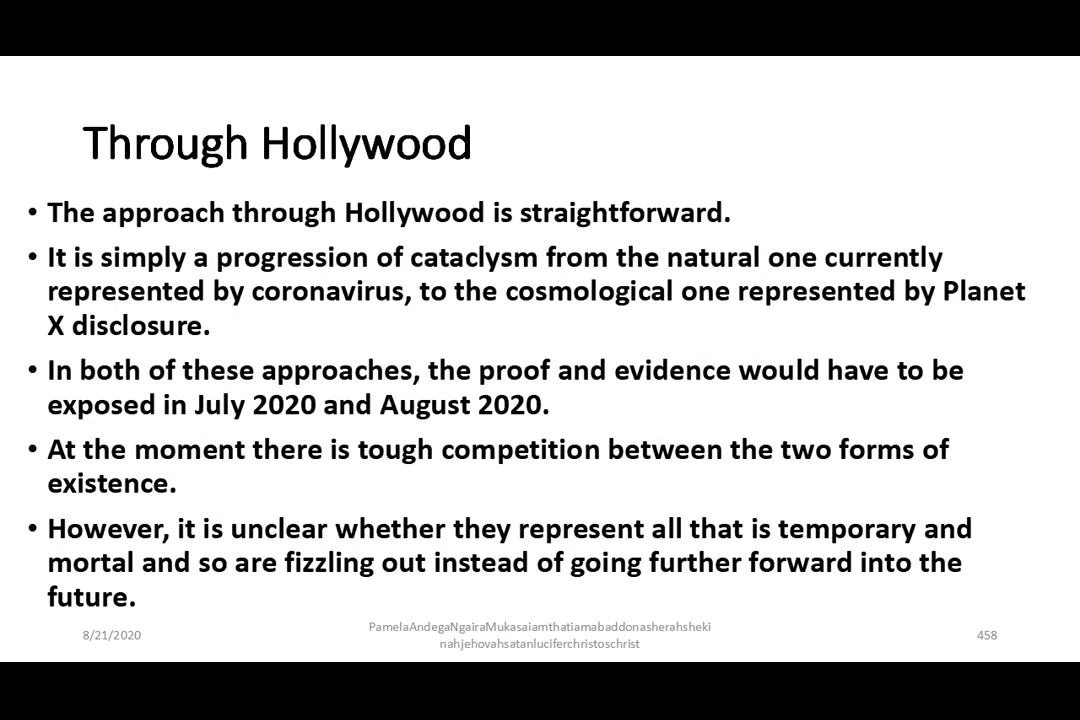 Through Hollywood
• The approach through Hollywood is straightforward.
• It is simply a progression of cataclysm from the natural one currently
represented by coronavirus, to the cosmological one represented by Planet
X disclosure.
• In both of these approaches, the proof and evidence would have to be
exposed in July 2020 and August 2020.
• At the moment there is tough competition between the two forms of
existence.
• However, it is unclear whether they represent all that is temporary and
mortal and so are fizzling out instead of going further forward into the
future.
8/21/2020
PamelaAndegaNgairaMukasaiamthatiamabaddonasherahsheki
nahjehovahsatanluciferchristoschrist
458